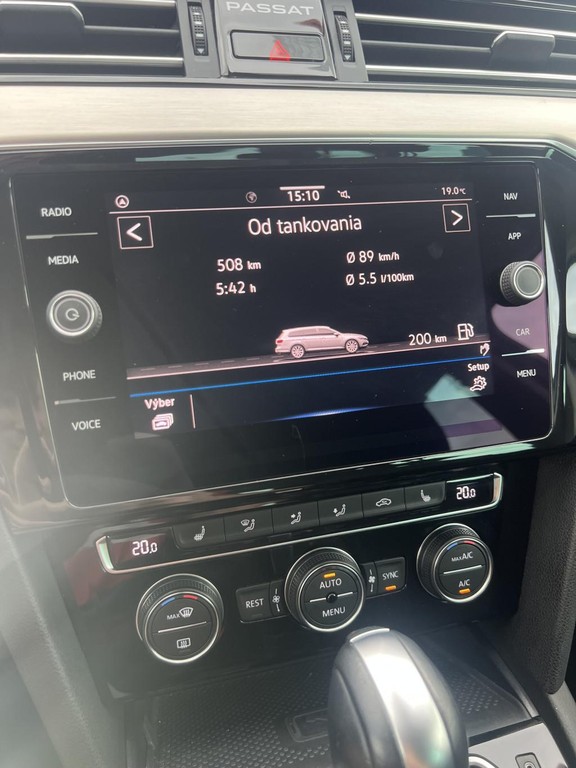 PASSAT
RADIO
MEDIA
PHONE
VOICE
15:10
19.0 °C
Od tankovania
508 km
5:42 h
Ø 89 km/h
Ø 5.5 l/100km
200 km
Výber
Setup
NAV
APP
CAR
MENU
20.0
20.0
MAX
REST
AUTO
MENU
SYNC
MAX A/C
A/C